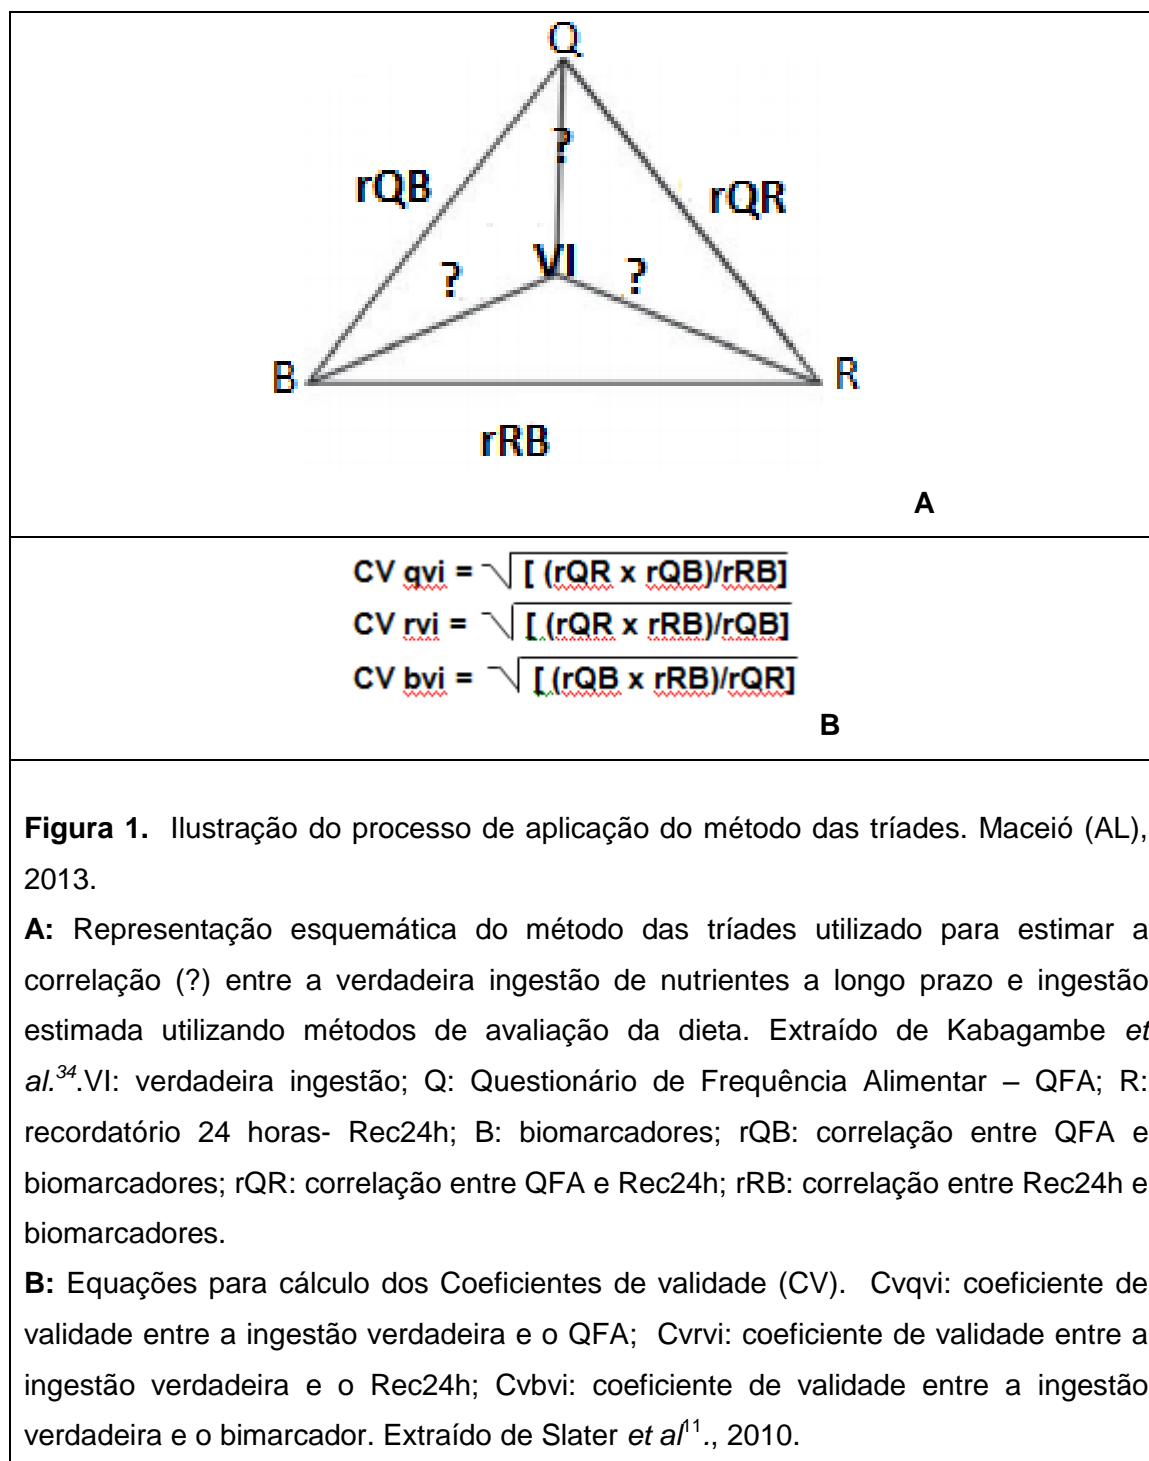 Q
?
rQB
rQR
VI
?
?
B
R
rRB
A
CV qvi = √[ (rQR x rQB)/rRB]
CV rvi = √[ (rQR x rRB)/rQB]
CV bvi = √[ (rQB x rRB)/rQR]
B
Figura 1. Ilustração do processo de aplicação do método das tríades. Maceió (AL),
2013.
A: Representação esquemática do método das tríades utilizado para estimar a
correlação (?) entre a verdadeira ingestão de nutrientes a longo prazo e ingestão
estimada utilizando métodos de avaliação da dieta. Extraído de Kabagambe et
al.34.VI: verdadeira ingestão; Q: Questionário de Frequência Alimentar – QFA; R:
recordatório 24 horas- Rec24h; B: biomarcadores; rQB: correlação entre QFA e
biomarcadores; rQR: correlação entre QFA e Rec24h; rRB: correlação entre Rec24h e
biomarcadores.
B: Equações para cálculo dos Coeficientes de validade (CV). Cvqvi: coeficiente de
validade entre a ingestão verdadeira e o QFA; Cvrvi: coeficiente de validade entre a
ingestão verdadeira e o Rec24h; Cvbvi: coeficiente de validade entre a ingestão
verdadeira e o bimarcador. Extraído de Slater et al11., 2010.